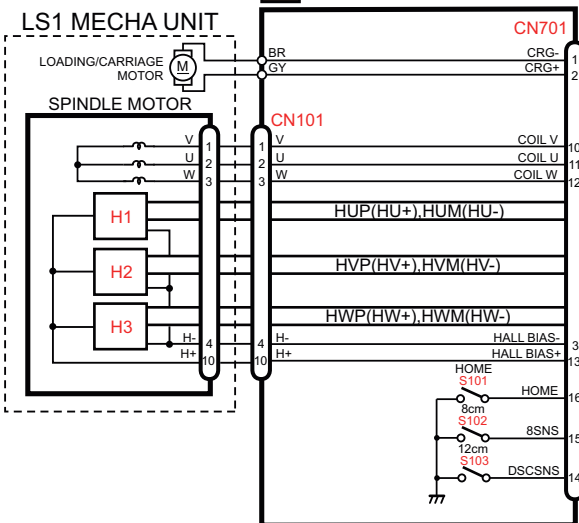 LS1 MECHA UNIT
CN701
LOADING/CARRIAGE
MOTOR
M
BR
GY
CRG-
CRG+
1
2
SPINDLE MOTOR
CN101
V
U
W
1
2
3
1
2
3
V
U
W
COIL V
COIL U
COIL W
10
11
12
H1
HUP(HU+),HUM(HU-)
H2
HVP(HV+),HVM(HV-)
H3
HWP(HW+),HWM(HW-)
H-
H+
4
10
4
10
H-
H+
HALL BIAS-
HALL BIAS+
3
13
HOME
S101
HOME
16
8cm
S102
8SNS
15
12cm
S103
DSCSNS
14